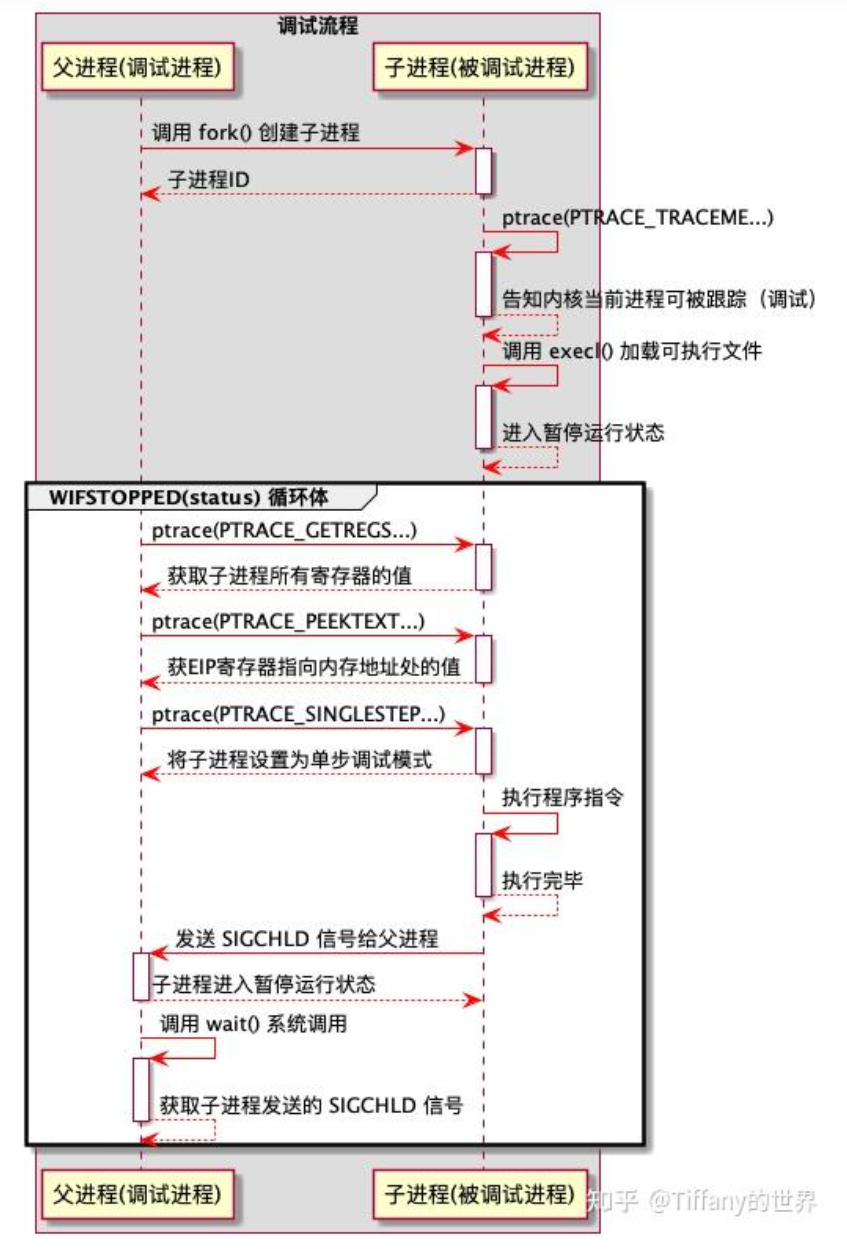 调试流程
父进程(调试进程) 子进程(被调试进程)
调用 fork() 创建子进程
子进程ID
ptrace(PTRACE_TRACEME...)
告知内核当前进程可被跟踪（调试）
调用 execl() 加载可执行文件
进入暂停运行状态
WIFSTOPPED(status) 循环体
ptrace(PTRACE_GETREGS...)
获取子进程所有寄存器的值
ptrace(PTRACE_PEEKTEXT...)
获EIP寄存器指向内存地址处的值
ptrace(PTRACE_SINGLESTEP...)
将子进程设置为单步调试模式
执行程序指令
执行完毕
发送 SIGCHLD 信号给父进程
子进程进入暂停运行状态
调用 wait() 系统调用
获取子进程发送的 SIGCHLD 信号
父进程(调试进程) 子进程(被调试进程)
知乎 @Tiffany的世界